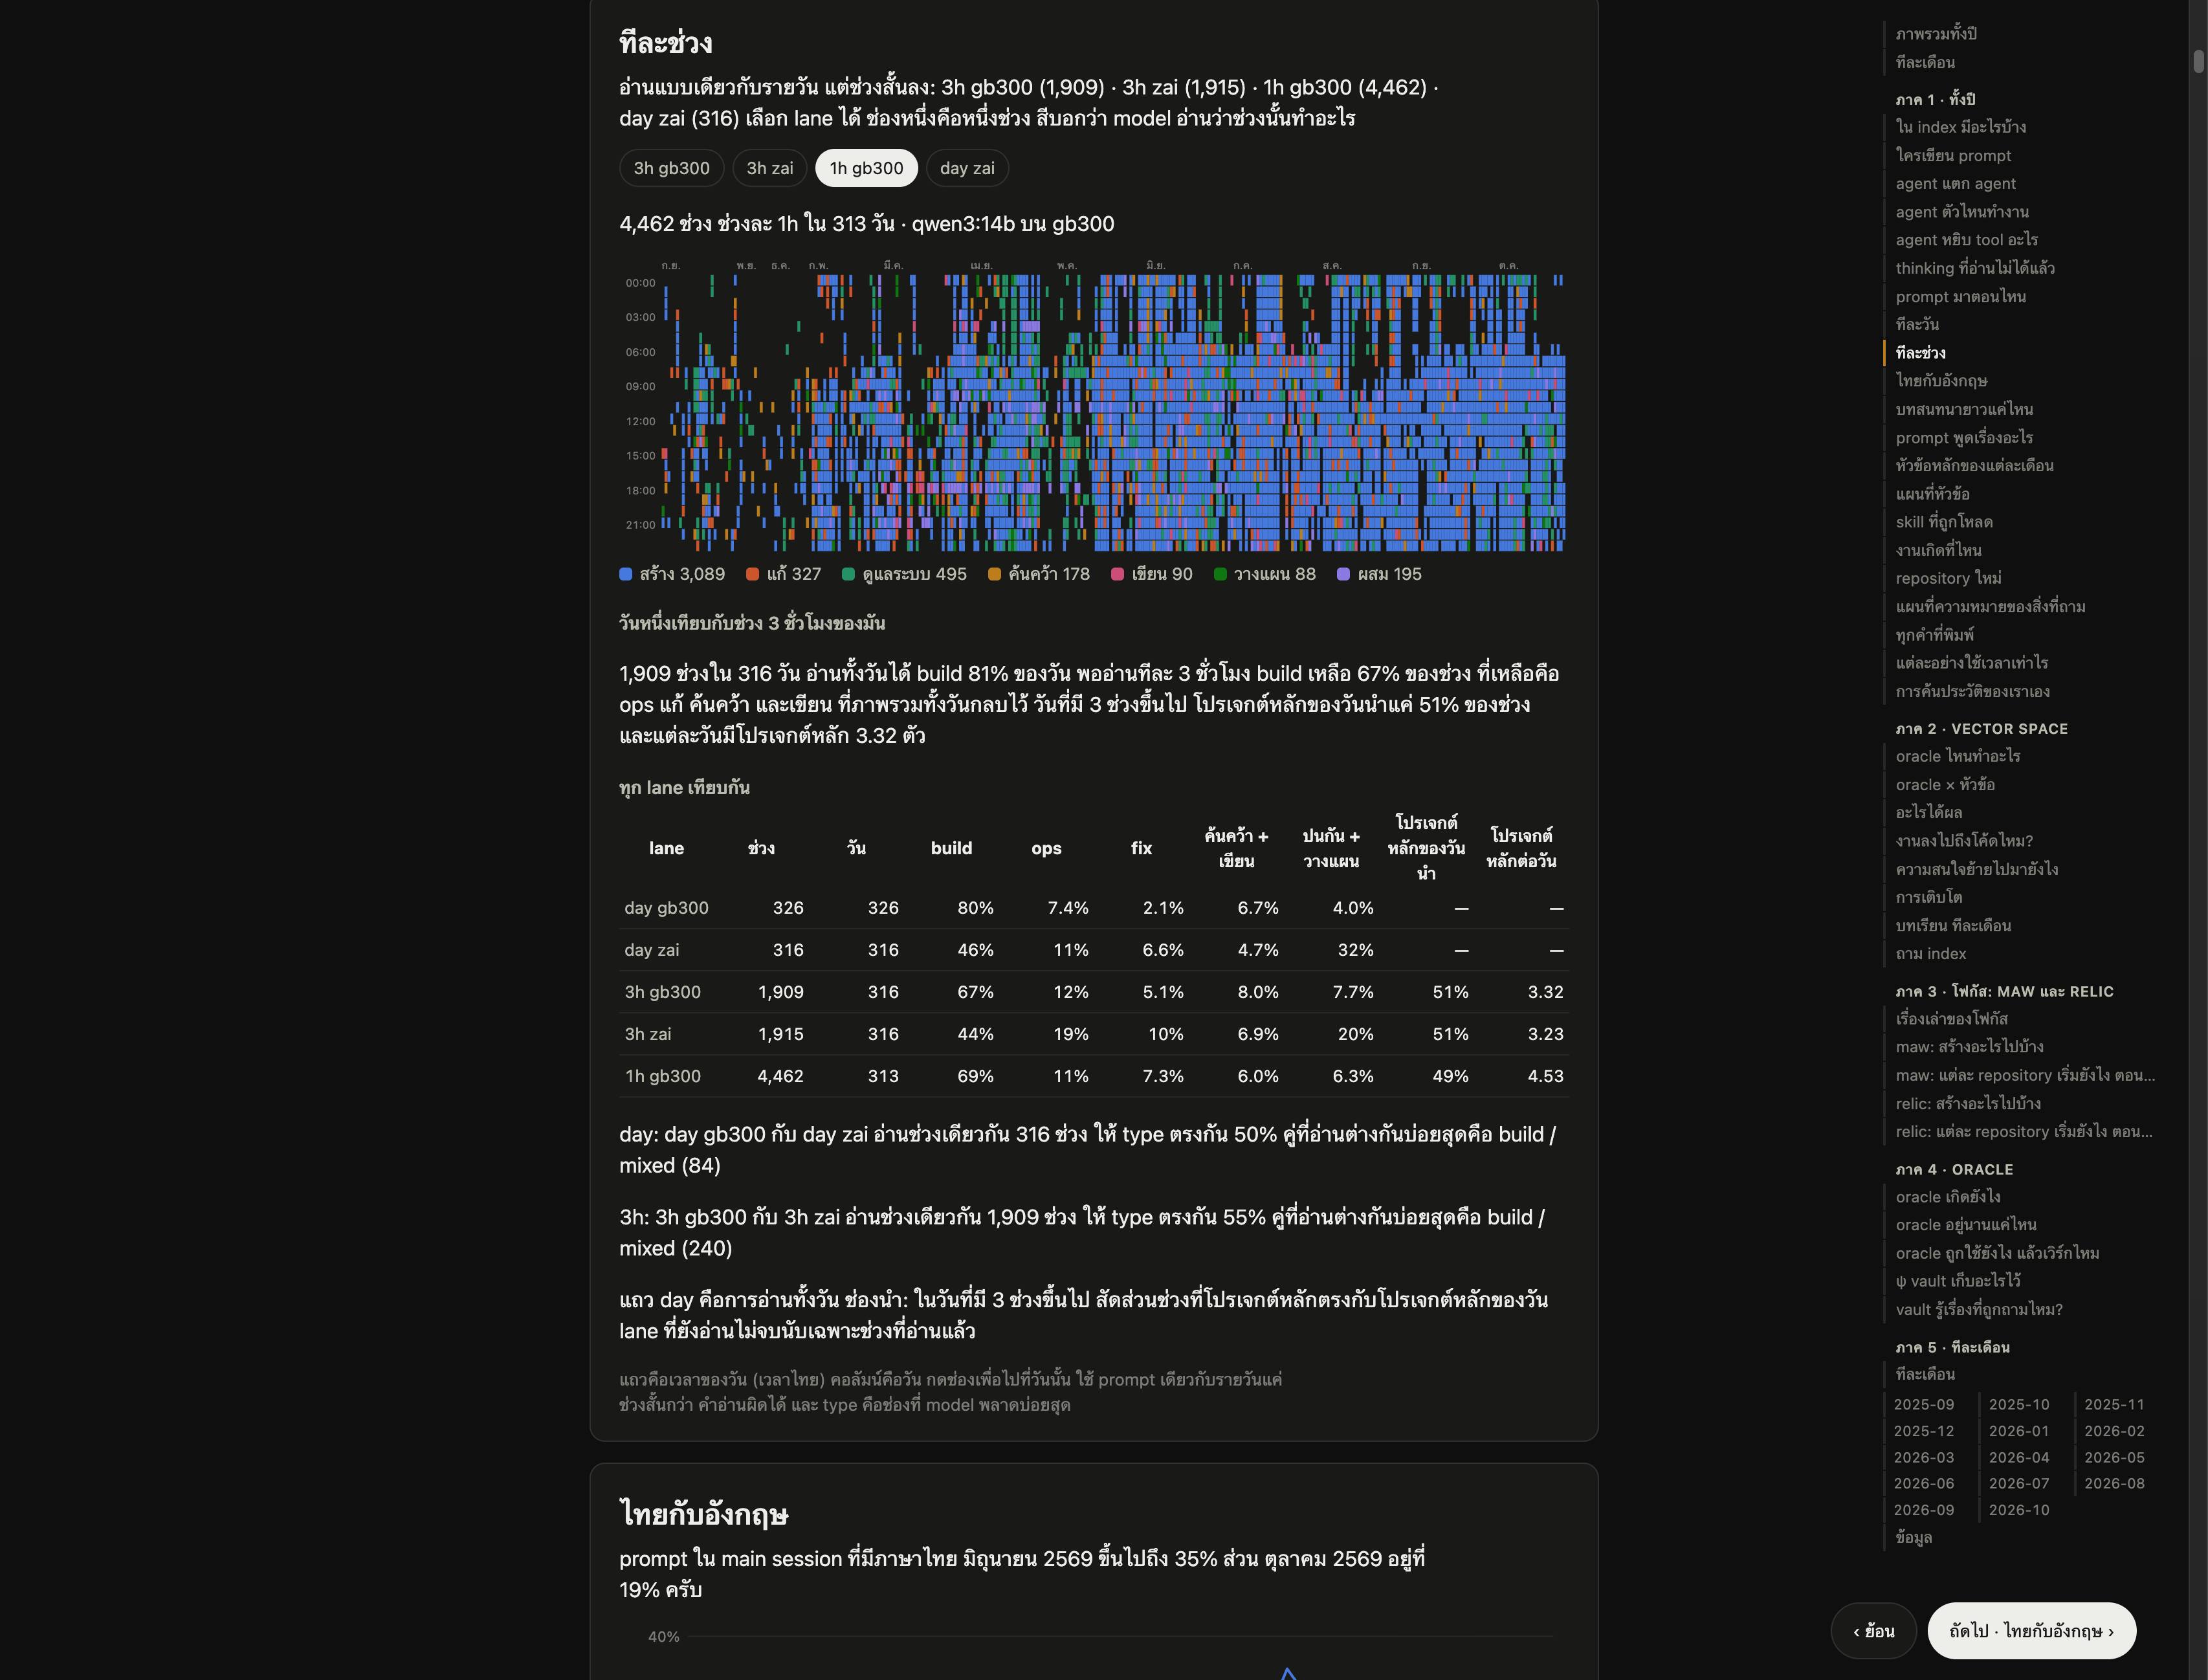 ทีละช่วง
อ่านแบบเดียวกับรายวัน แต่ช่วงสั้นลง: 3h gb300 (1,909) · 3h zai (1,915) · 1h gb300 (4,462) ·
day zai (316) เลือก lane ได้ ช่องหนึ่งคือหนึ่งช่วง สีบอกว่า model อ่านว่าช่วงนั้นทำอะไร
3h gb300 3h zai 1h gb300 day zai
4,462 ช่วง ช่วงละ 1h ใน 313 วัน · qwen3:14b บน gb300
ก.ย. พ.ย. ธ.ค. ก.พ. มี.ค. เม.ย. พ.ค. มิ.ย. ก.ค. ส.ค. ก.ย. ต.ค.
00:00
03:00
06:00
09:00
12:00
15:00
18:00
21:00
สร้าง 3,089 แก้ 327 ดูแลระบบ 495 ค้นคว้า 178 เขียน 90 วางแผน 88 ผสม 195
วันหนึ่งเทียบกับช่วง 3 ชั่วโมงของมัน
1,909 ช่วงใน 316 วัน อ่านทั้งวันได้ build 81% ของวัน พออ่านทีละ 3 ชั่วโมง build เหลือ 67% ของช่วง ที่เหลือคือ
ops แก้ ค้นคว้า และเขียน ที่ภาพรวมทั้งวันกลบไว้ วันที่มี 3 ช่วงขึ้นไป โปรเจกต์หลักของวันนำแค่ 51% ของช่วง
และแต่ละวันมีโปรเจกต์หลัก 3.32 ตัว
ทุก lane เทียบกัน
lane ช่วง วัน build ops fix ค้นคว้า + เขียน ปนกัน + วางแผน โปรเจกต์หลักของวันนำ โปรเจกต์หลักต่อวัน
day gb300 326 326 80% 7.4% 2.1% 6.7% 4.0% — —
day zai 316 316 46% 11% 6.6% 4.7% 32% — —
3h gb300 1,909 316 67% 12% 5.1% 8.0% 7.7% 51% 3.32
3h zai 1,915 316 44% 19% 10% 6.9% 20% 51% 3.23
1h gb300 4,462 313 69% 11% 7.3% 6.0% 6.3% 49% 4.53
day: day gb300 กับ day zai อ่านช่วงเดียวกัน 316 ช่วง ให้ type ตรงกัน 50% คู่ที่อ่านต่างกันบ่อยสุดคือ build /
mixed (84)
3h: 3h gb300 กับ 3h zai อ่านช่วงเดียวกัน 1,909 ช่วง ให้ type ตรงกัน 55% คู่ที่อ่านต่างกันบ่อยสุดคือ build /
mixed (240)
แถว day คือการอ่านทั้งวัน ช่องนำ: ในวันที่มี 3 ช่วงขึ้นไป สัดส่วนช่วงที่โปรเจกต์หลักตรงกับโปรเจกต์หลักของวัน
lane ที่ยังอ่านไม่จบนับเฉพาะช่วงที่อ่านแล้ว
แถวคือเวลาของวัน (เวลาไทย) คอลัมน์คือวัน กดช่องเพื่อไปที่วันนั้น ใช้ prompt เดียวกับรายวันแค่
ช่วงสั้นกว่า คำอ่านผิดได้ และ type คือช่องที่ model พลาดบ่อยสุด
ไทยกับอังกฤษ
prompt ใน main session ที่มีภาษาไทย มิถุนายน 2569 ขึ้นไปถึง 35% ส่วน ตุลาคม 2569 อยู่ที่
19% ครับ
40%
ภาพรวมทั้งปี
ทีละเดือน
ภาค 1 · ทั้งปี
ใน index มีอะไรบ้าง
ใครเขียน prompt
agent แตก agent
agent ตัวไหนทำงาน
agent หยิบ tool อะไร
thinking ที่อ่านไม่ได้แล้ว
prompt มาตอนไหน
ทีละวัน
ทีละช่วง
ไทยกับอังกฤษ
บทสนทนายาวแค่ไหน
prompt พูดเรื่องอะไร
หัวข้อหลักของแต่ละเดือน
แผนที่หัวข้อ
skill ที่ถูกโหลด
งานเกิดที่ไหน
repository ใหม่
แผนที่ความหมายของสิ่งที่ถาม
ทุกคำที่พิมพ์
แต่ละอย่างใช้เวลาเท่าไร
การค้นประวัติของเราเอง
ภาค 2 · VECTOR SPACE
oracle ไหนทำอะไร
oracle × หัวข้อ
อะไรได้ผล
งานลงไปถึงโค้ดไหม?
ความสนใจย้ายไปมายังไง
การเติบโต
บทเรียน ทีละเดือน
ถาม index
ภาค 3 · โฟกัส: MAW และ RELIC
เรื่องเล่าของโฟกัส
maw: สร้างอะไรไปบ้าง
maw: แต่ละ repository เริ่มยังไง ตอน...
relic: สร้างอะไรไปบ้าง
relic: แต่ละ repository เริ่มยังไง ตอน...
ภาค 4 · ORACLE
oracle เกิดยังไง
oracle อยู่นานแค่ไหน
oracle ถูกใช้ยังไง แล้วเวิร์กไหม
ψ vault เก็บอะไรไว้
vault รู้เรื่องที่ถูกถามไหม?
ภาค 5 · ทีละเดือน
ทีละเดือน
2025-09 2025-10 2025-11
2025-12 2026-01 2026-02
2026-03 2026-04 2026-05
2026-06 2026-07 2026-08
2026-09 2026-10
ข้อมูล
‹ ย้อน ถัดไป · ไทยกับอังกฤษ ›